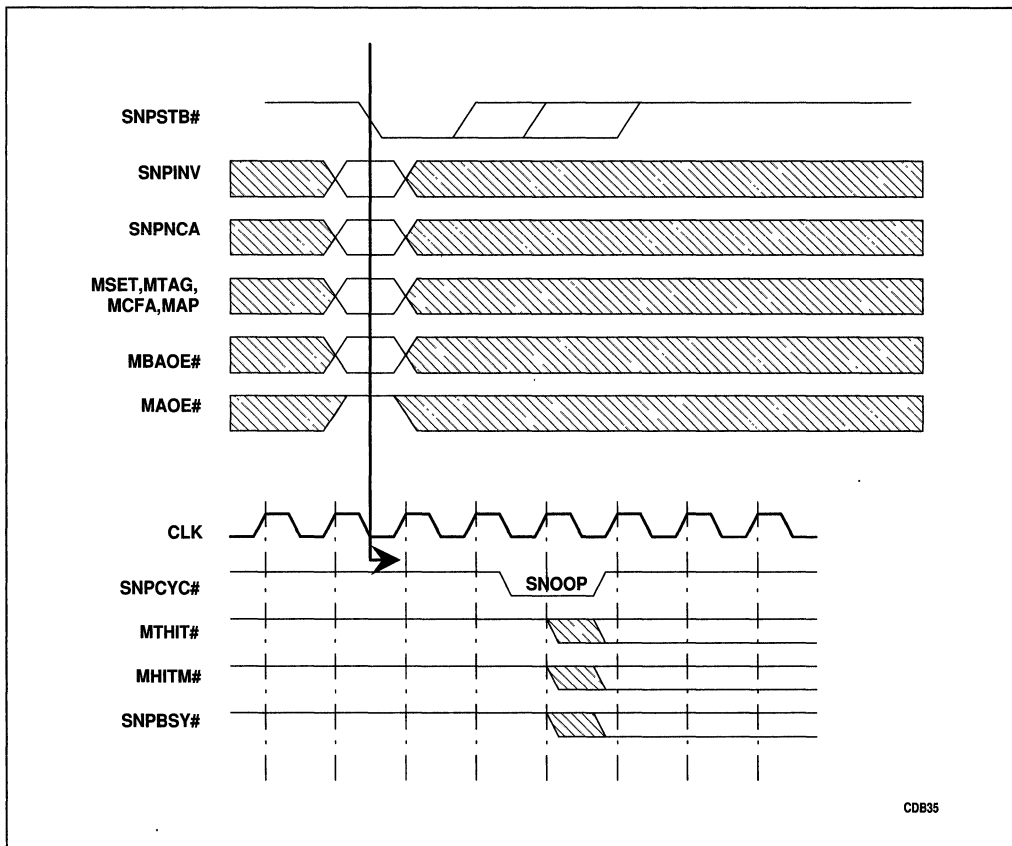 SNPSTB#
SNPINV
SNPNCA
MSET,MTAG,
MCFA,MAP
MBAOE#
MAOE#
CLK
SNPCYC#
SNOOP
MTHIT#
MHITM#
SNPBSY#
CDB35